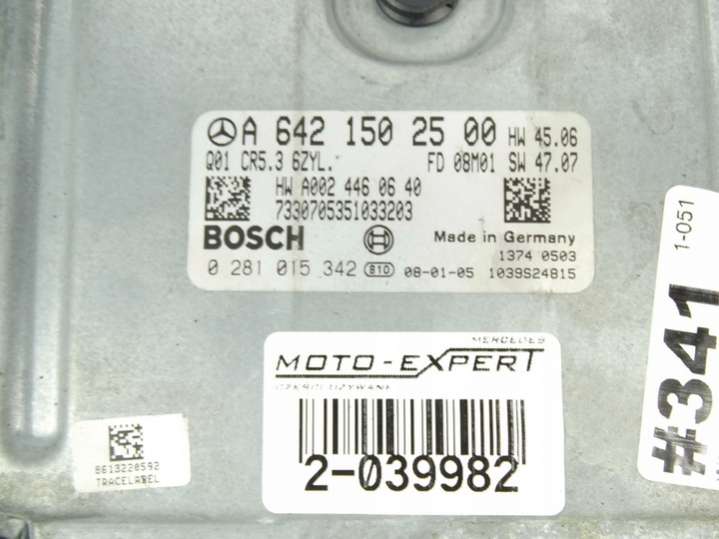 A 642 150 25 00 HW 45.06
Q01 CR5.3 6ZYL. FD 08M01 SW 47.07
HW A002 446 06 40
7330705351033203
BOSCH Made in Germany
1374 0503
0 281 015 342 810 08-01-05 1039S24815
MERCEDES
MOTO-EXPERT
CZĘŚCI UŻYWANE
2-039982
8613220592
TRACELABEL
#341
1-051